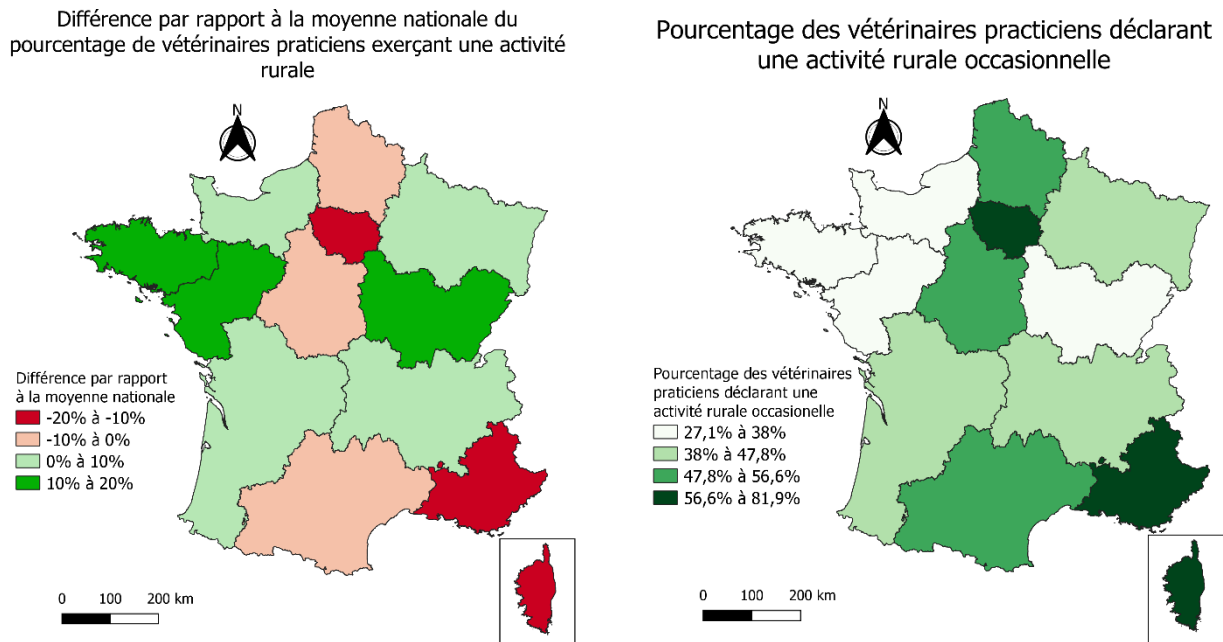 Différence par rapport à la moyenne nationale du
pourcentage de vétérinaires praticiens exerçant une activité
rurale
N
Différence par rapport
à la moyenne nationale
-20% à -10%
-10% à 0%
0% à 10%
10% à 20%
0 100 200 km
Pourcentage des vétérinaires practiciens déclarant
une activité rurale occasionnelle
N
Pourcentage des vétérinaires
praticiens déclarant une
activité rurale occasionelle
27,1% à 38%
38% à 47,8%
47,8% à 56,6%
56,6% à 81,9%
0 100 200 km